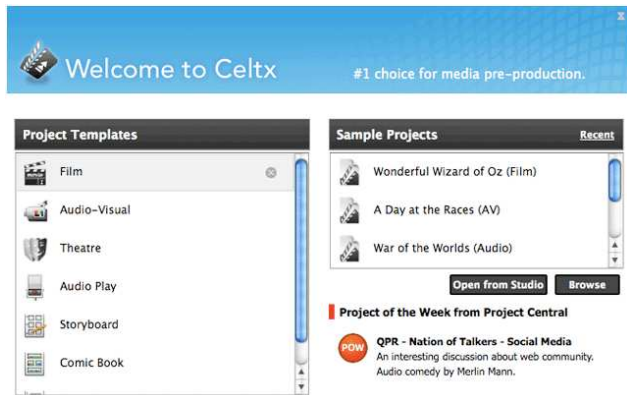 Welcome to Celtx
#1 choice for media pre-production.
Project Templates
Film
Audio-Visual
Theatre
Audio Play
Storyboard
Comic Book
Sample Projects
Recent
Wonderful Wizard of Oz (Film)
A Day at the Races (AV)
War of the Worlds (Audio)
Open from Studio
Browse
Project of the Week from Project Central
POW
QPR - Nation of Talkers - Social Media
An interesting discussion about web community.
Audio comedy by Merlin Mann.